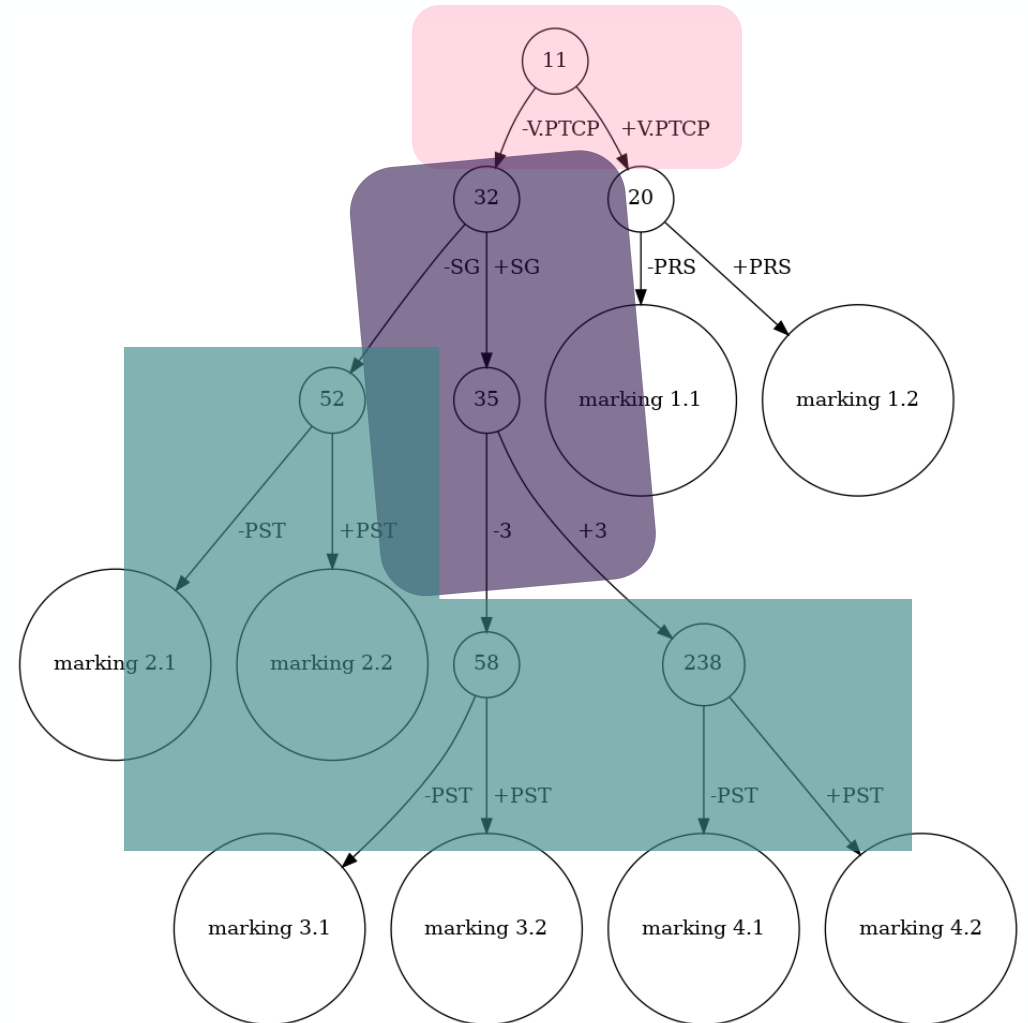 11
-V.PTCP +V.PTCP
32 20
-SG +SG -PRS +PRS
52 35 marking 1.1 marking 1.2
-PST +PST -3 +3
marking 2.1 marking 2.2 58 238
-PST +PST -PST +PST
marking 3.1 marking 3.2 marking 4.1 marking 4.2